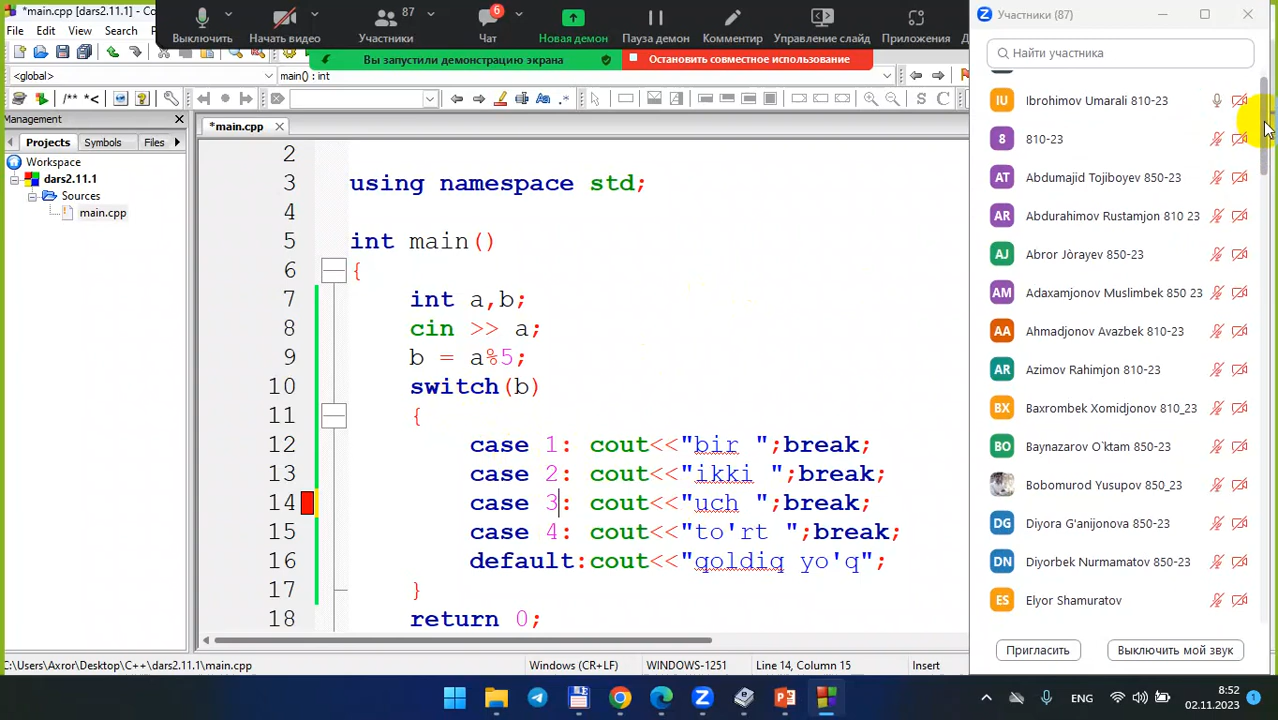 *main.cpp [dars2.11.1] - C
File Edit View Search
Выключить
Начать видео
87
Участники
6
Чат
Новая демон
Пауза демон
Комментир
Управление слайд
Приложения
Вы запустили демонстрацию экрана
Остановить совместное использование
<global>
main() : int
/** *<
S C
Management
Projects Symbols Files
Workspace
dars2.11.1
Sources
main.cpp
*main.cpp
2
3 using namespace std;
4
5 int main()
6 {
7 int a,b;
8 cin >> a;
9 b = a%5;
10 switch(b)
11 {
12 case 1: cout<<"bir ";break;
13 case 2: cout<<"ikki ";break;
14 case 3: cout<<"uch ";break;
15 case 4: cout<<"to'rt ";break;
16 default:cout<<"qoldiq yo'q";
17 }
18 return 0;
C:\Users\Axror\Desktop\C++\dars2.11.1\main.cpp
Windows (CR+LF)
WINDOWS-1251
Line 14, Column 15
Insert
Участники (87)
Найти участника
IU Ibrohimov Umarali 810-23
8 810-23
AT Abdumajid Tojiboyev 850-23
AR Abdurahimov Rustamjon 810 23
AJ Abror Jòrayev 850-23
AM Adaxamjonov Muslimbek 850 23
AA Ahmadjonov Avazbek 810-23
AR Azimov Rahimjon 810-23
BX Baxrombek Xomidjonov 810_23
BO Baynazarov O`ktam 850-23
Bobomurod Yusupov 850_23
DG Diyora G'anijonova 850-23
DN Diyorbek Nurmamatov 850-23
ES Elyor Shamuratov
Пригласить
Выключить мой звук
ENG
8:52
02.11.2023
1